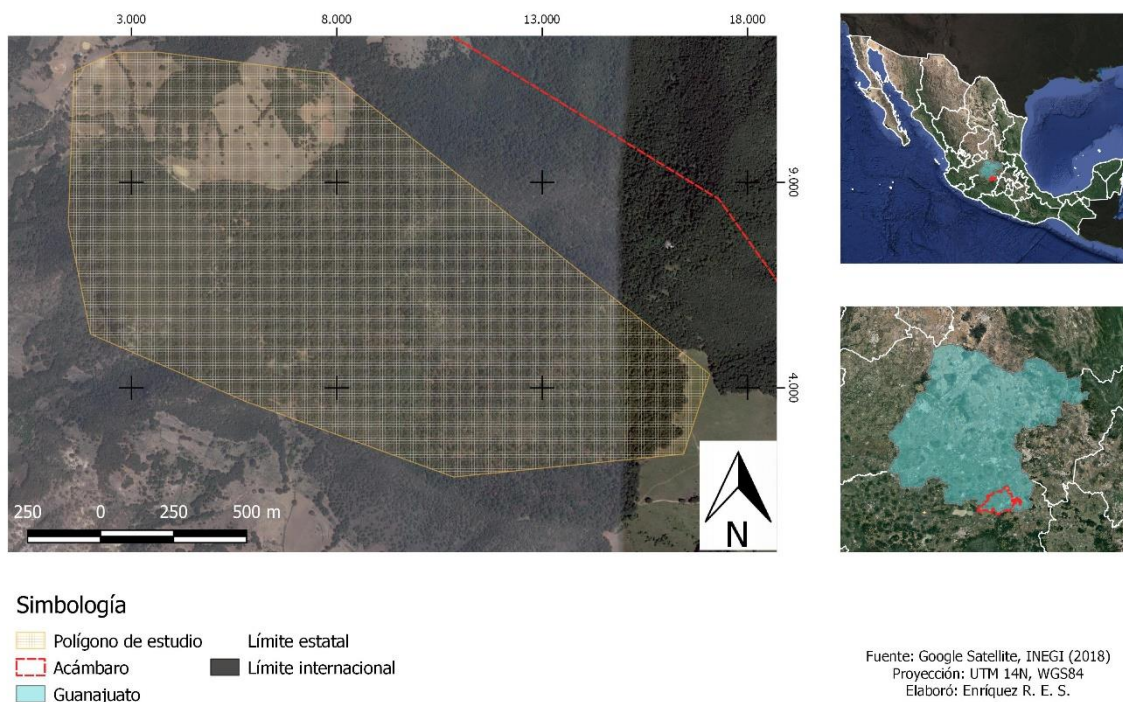 3.000 8.000 13.000 18.000
9.000
4.000
250 0 250 500 m
N
Simbología
Polígono de estudio
Acámbaro
Guanajuato
Límite estatal
Límite internacional
Fuente: Google Satellite, INEGI (2018)
Proyección: UTM 14N, WGS84
Elaboró: Enríquez R. E. S.